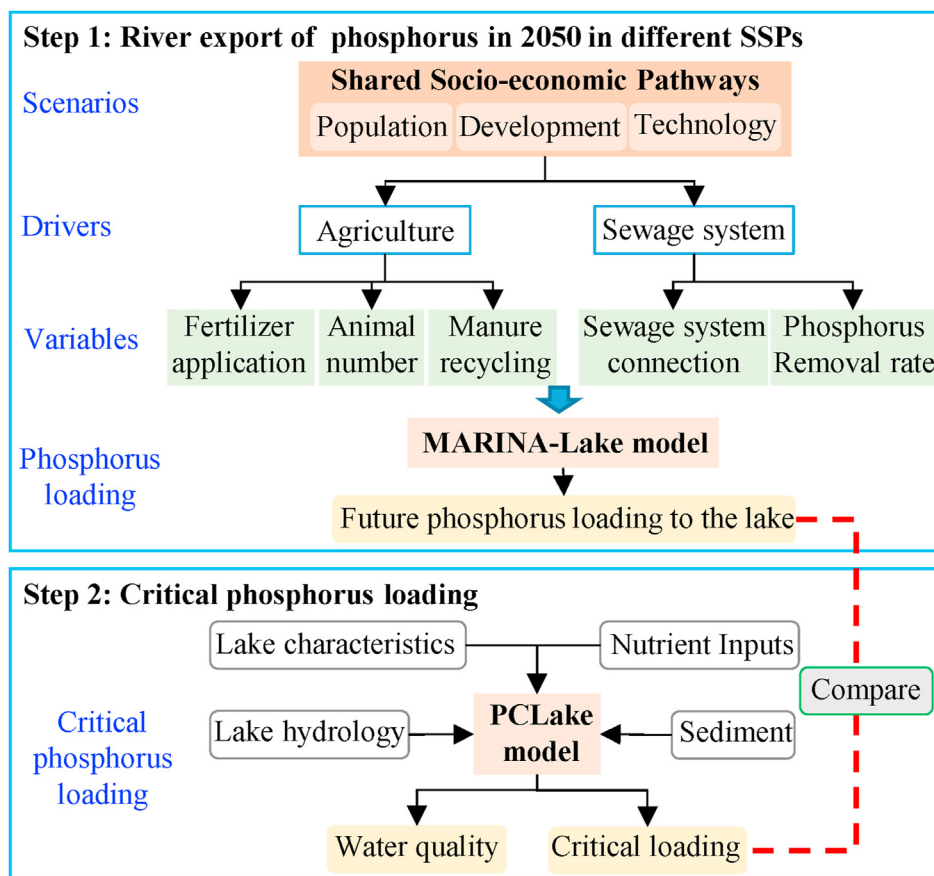 Step 1: River export of phosphorus in 2050 in different SSPs
Scenarios
Shared Socio-economic Pathways
Population Development Technology
Drivers
Agriculture
Sewage system
Variables
Fertilizer
application
Animal
number
Manure
recycling
Sewage system
connection
Phosphorus
Removal rate
Phosphorus
loading
MARINA-Lake model
Future phosphorus loading to the lake
Step 2: Critical phosphorus loading
Lake characteristics
Nutrient Inputs
Compare
Critical
phosphorus
loading
Lake hydrology
PCLake
model
Sediment
Water quality
Critical loading